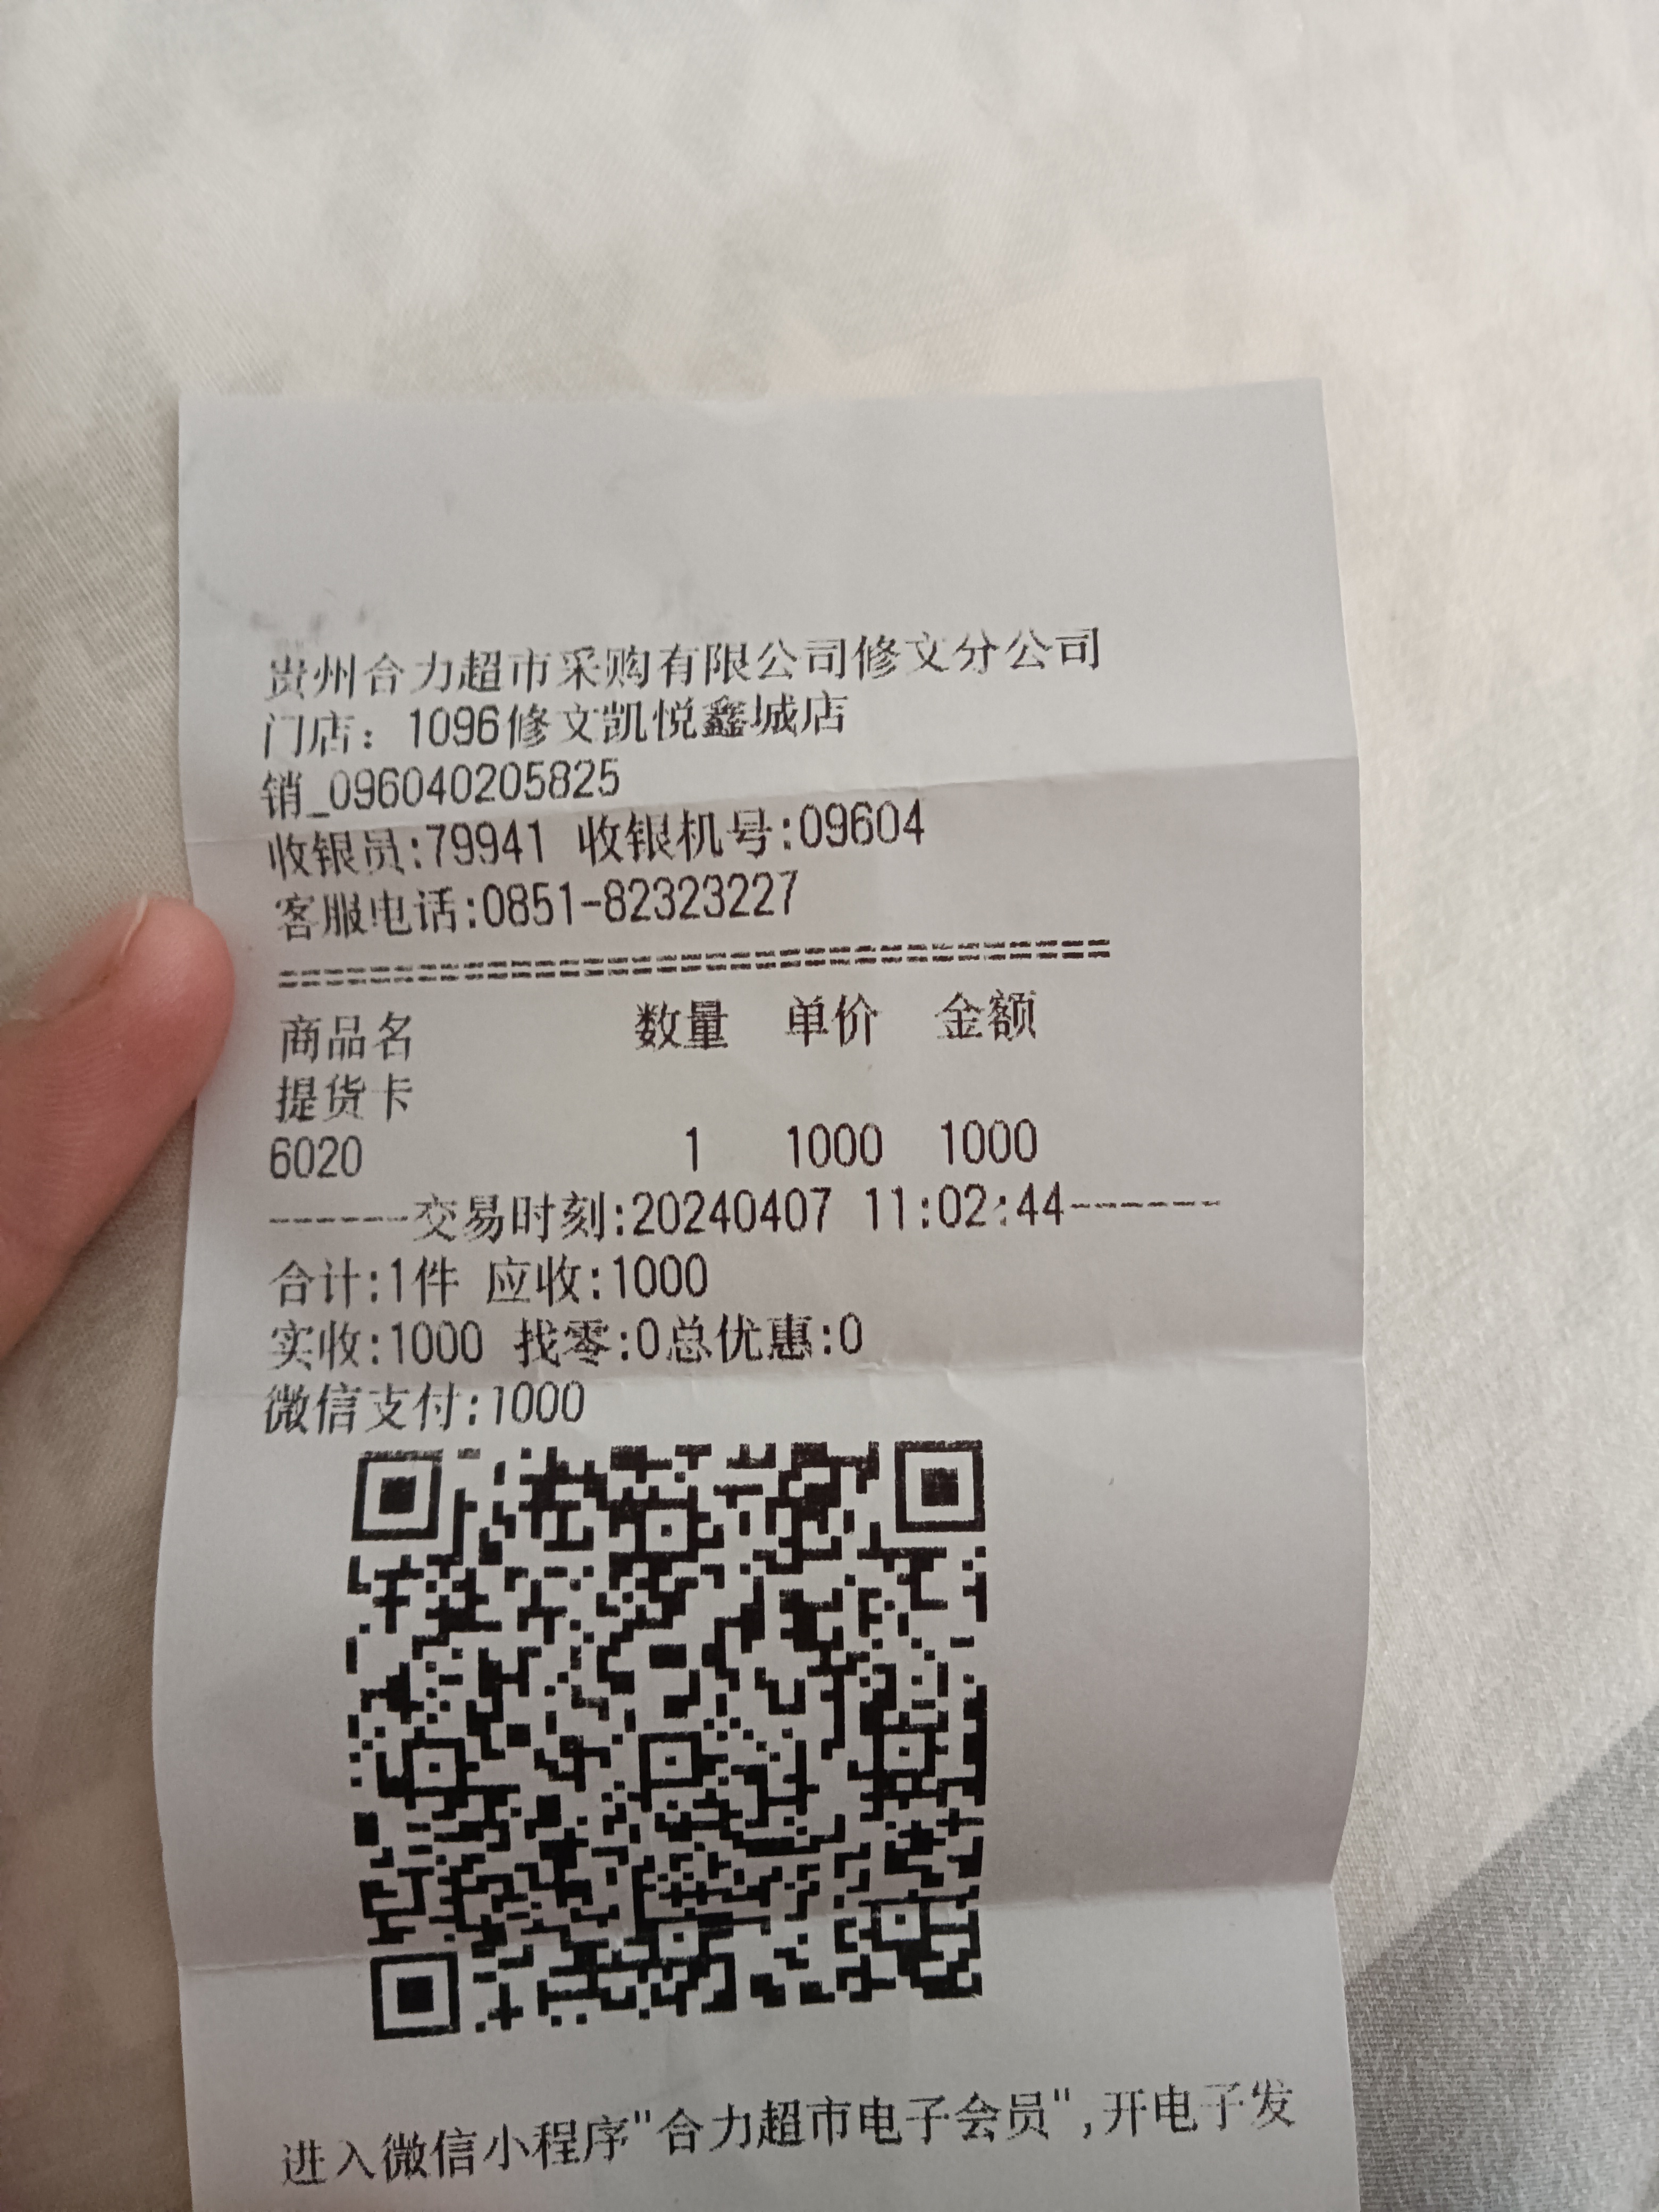 贵州合力超市采购有限公司修文分公司
门店：1096修文凯悦鑫城店
销_096040205825
收银员:79941 收银机号:09604
客服电话:0851-82323227
===================================
商品名 数量 单价 金额
提货卡
6020 1 1000 1000
------交易时刻:20240407 11:02:44------
合计:1件 应收:1000
实收:1000 找零:0总优惠:0
微信支付:1000
进入微信小程序"合力超市电子会员",开电子发